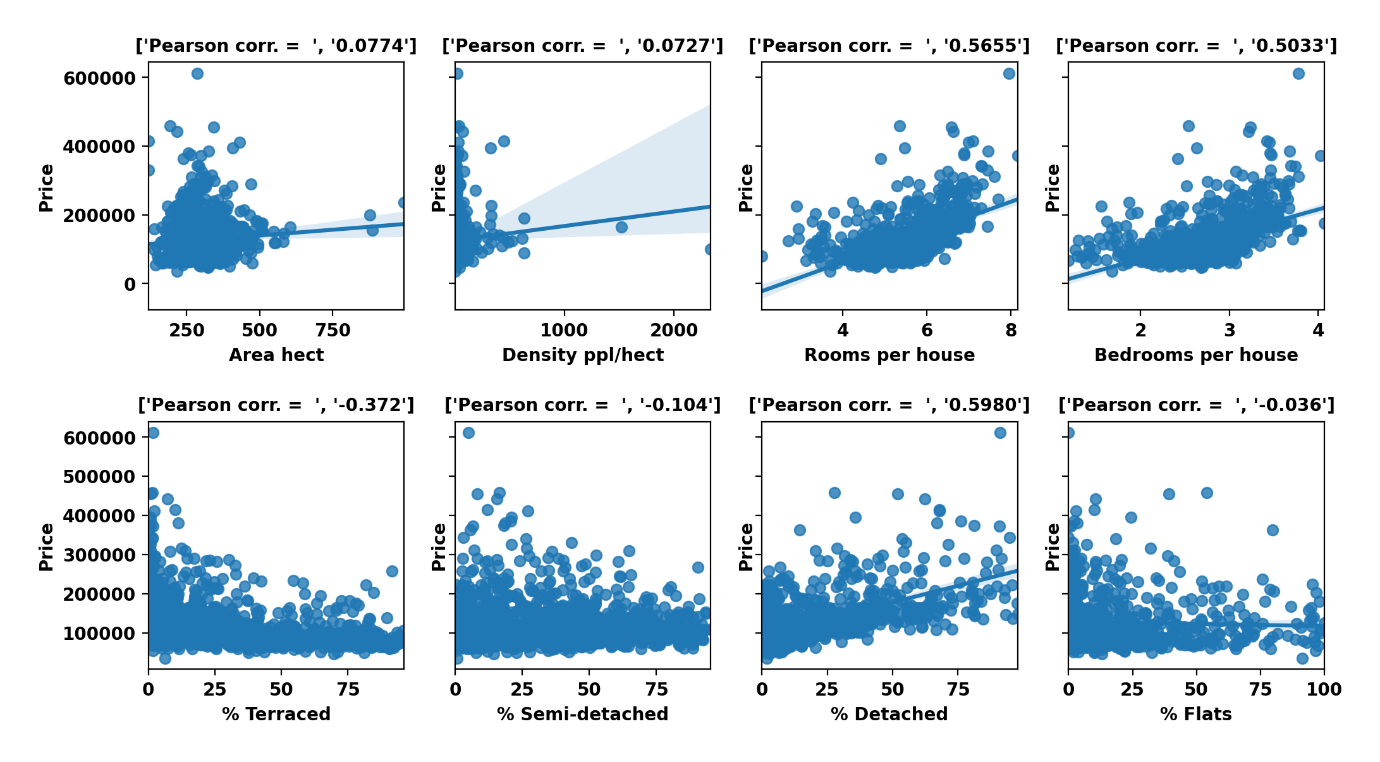 ['Pearson corr. =  ', '0.0774'] ['Pearson corr. =  ', '0.0727'] ['Pearson corr. =  ', '0.5655'] ['Pearson corr. =  ', '0.5033']
600000
400000
200000
0
Price Price Price Price
250 500 750 1000 2000 4 6 8 2 3 4
Area hect Density ppl/hect Rooms per house Bedrooms per house
['Pearson corr. =  ', '-0.372'] ['Pearson corr. =  ', '-0.104'] ['Pearson corr. =  ', '0.5980'] ['Pearson corr. =  ', '-0.036']
600000
500000
400000
300000
200000
100000
Price Price Price Price
0 25 50 75 0 25 50 75 0 25 50 75 0 25 50 75 100
% Terraced % Semi-detached % Detached % Flats